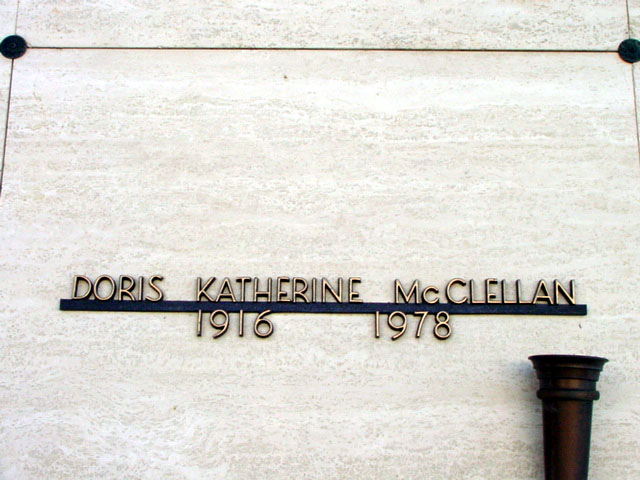 DORIS KATHERINE McCLELLAN
1916 1978